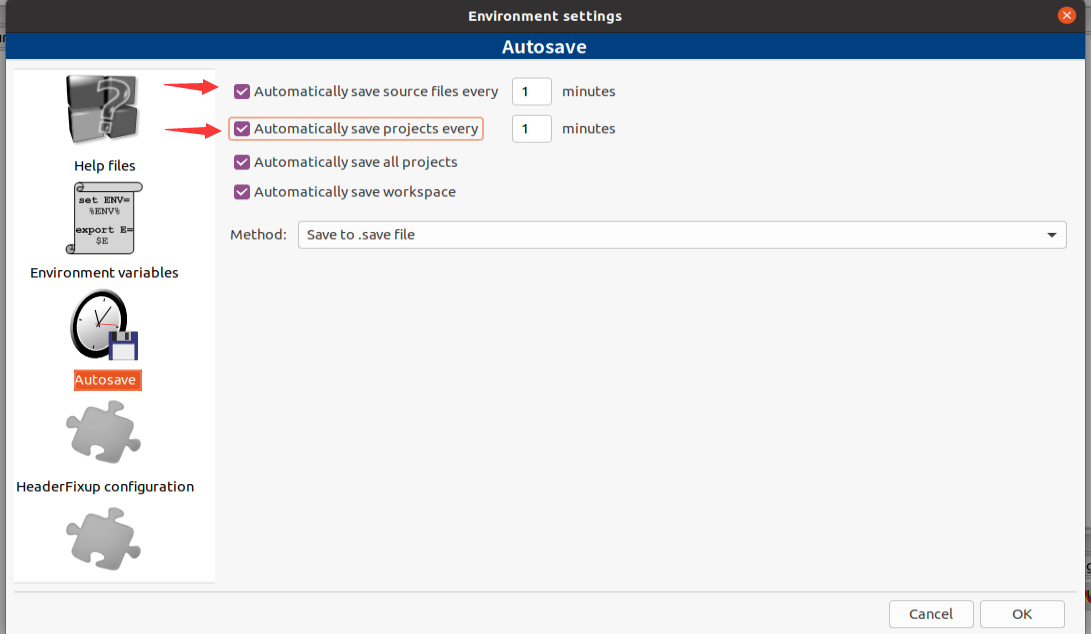 Environment settings
Autosave
Automatically save source files every 1 minutes
Automatically save projects every 1 minutes
Automatically save all projects
Automatically save workspace
Method: Save to .save file
?
Help files
set ENV=
%ENV%
export E=
$E
Environment variables
Autosave
HeaderFixup configuration
Cancel OK